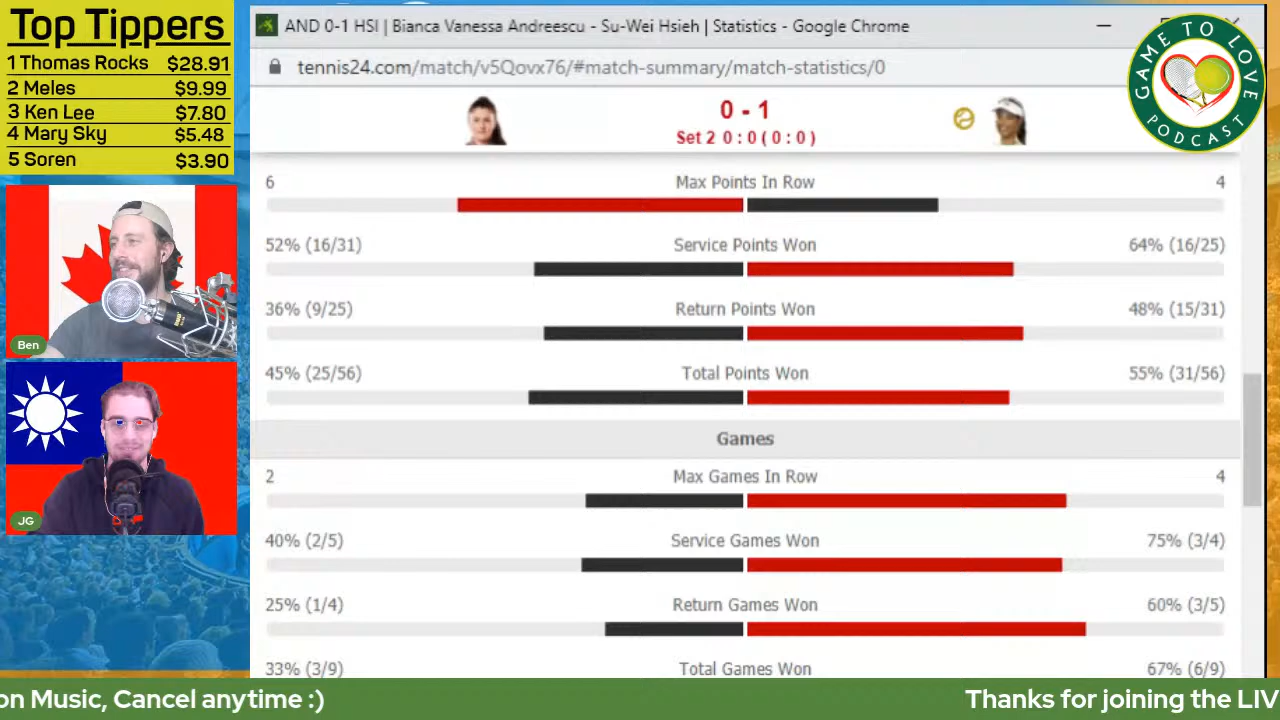 Top Tippers
1 Thomas Rocks $28.91
2 Meles $9.99
3 Ken Lee $7.80
4 Mary Sky $5.48
5 Soren $3.90
Ben
JG
AND 0-1 HSI | Bianca Vanessa Andreescu - Su-Wei Hsieh | Statistics - Google Chrome
tennis24.com/match/v5Qovx76/#match-summary/match-statistics/0
GAME TO LOVE
PODCAST
0 - 1
Set 2 0 : 0 ( 0 : 0 )
6 Max Points In Row 4
52% (16/31) Service Points Won 64% (16/25)
36% (9/25) Return Points Won 48% (15/31)
45% (25/56) Total Points Won 55% (31/56)
Games
2 Max Games In Row 4
40% (2/5) Service Games Won 75% (3/4)
25% (1/4) Return Games Won 60% (3/5)
33% (3/9) Total Games Won 67% (6/9)
on Music, Cancel anytime :) Thanks for joining the LIV